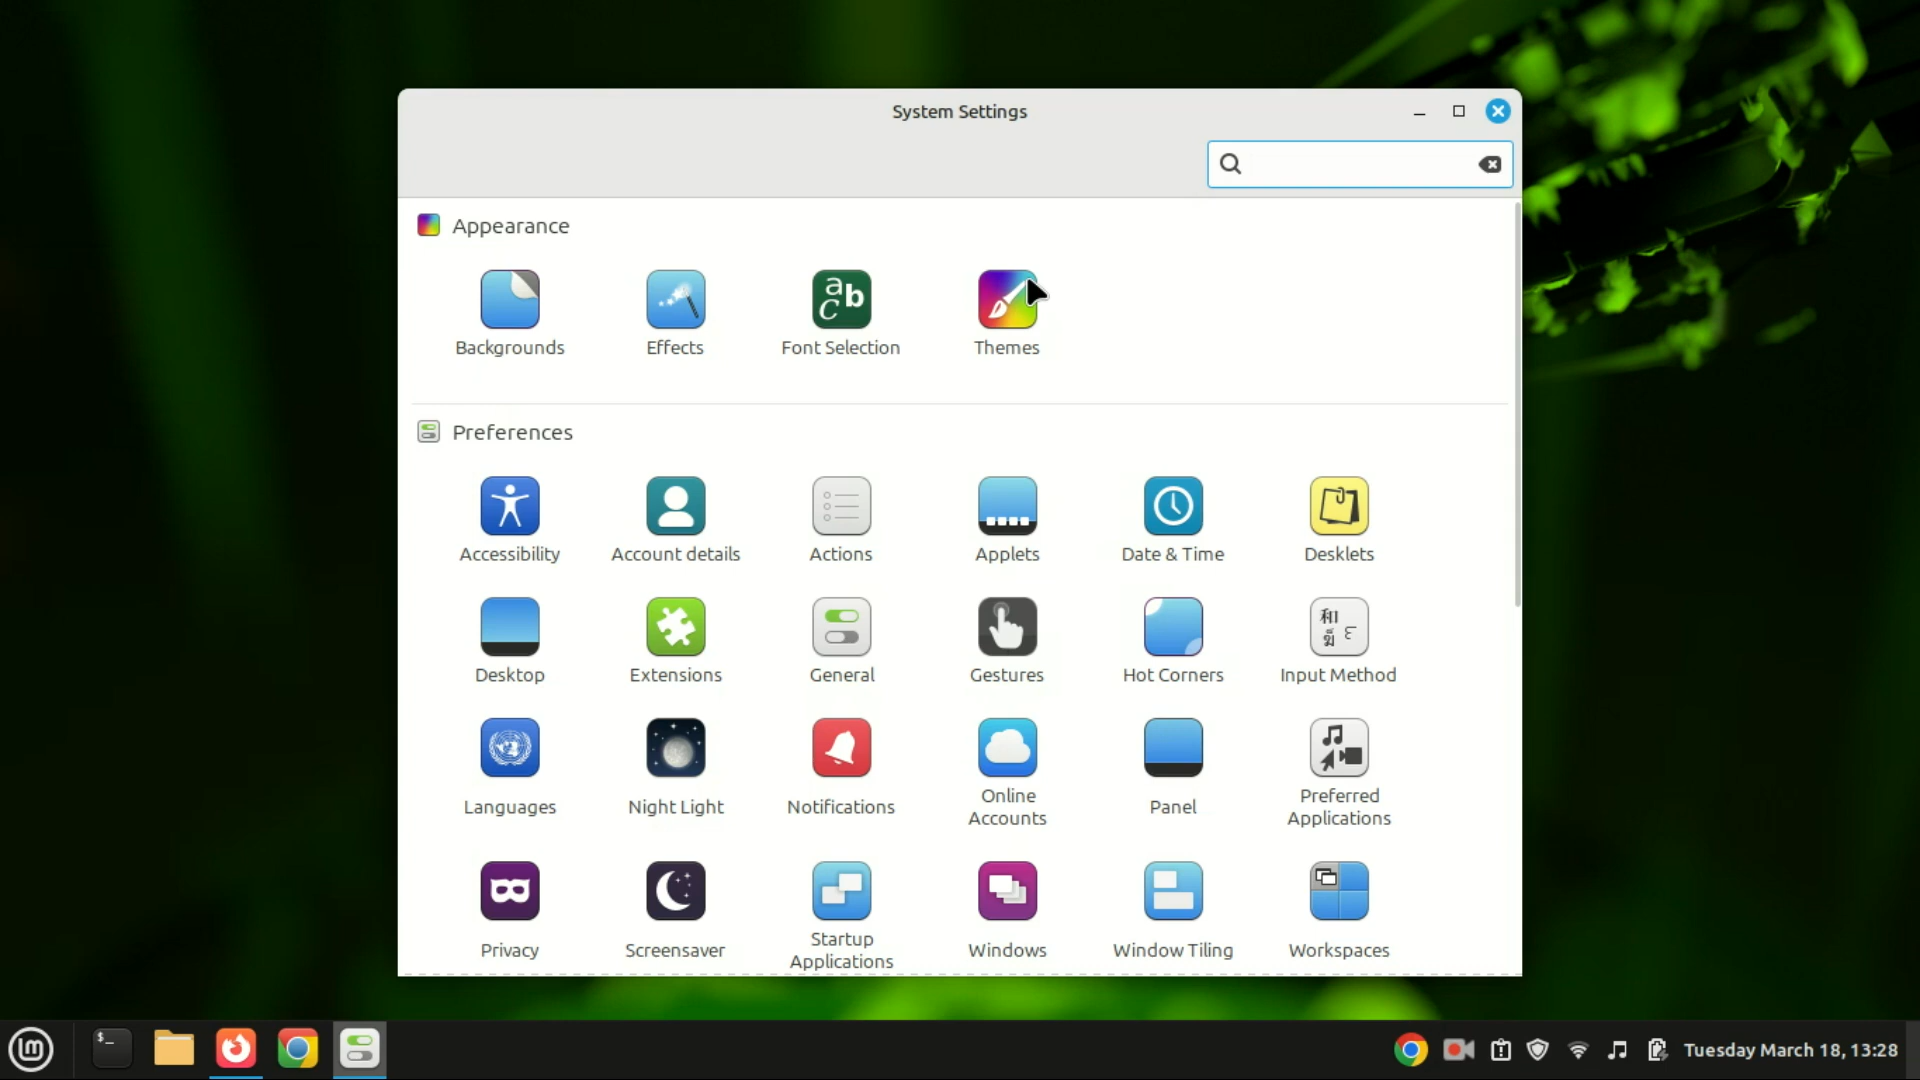 System Settings
Appearance
Backgrounds
Effects
Font Selection
Themes
Preferences
Accessibility
Account details
Actions
Applets
Date & Time
Desklets
Desktop
Extensions
General
Gestures
Hot Corners
Input Method
Languages
Night Light
Notifications
Online
Accounts
Panel
Preferred
Applications
Privacy
Screensaver
Startup
Applications
Windows
Window Tiling
Workspaces
Tuesday March 18, 13:28